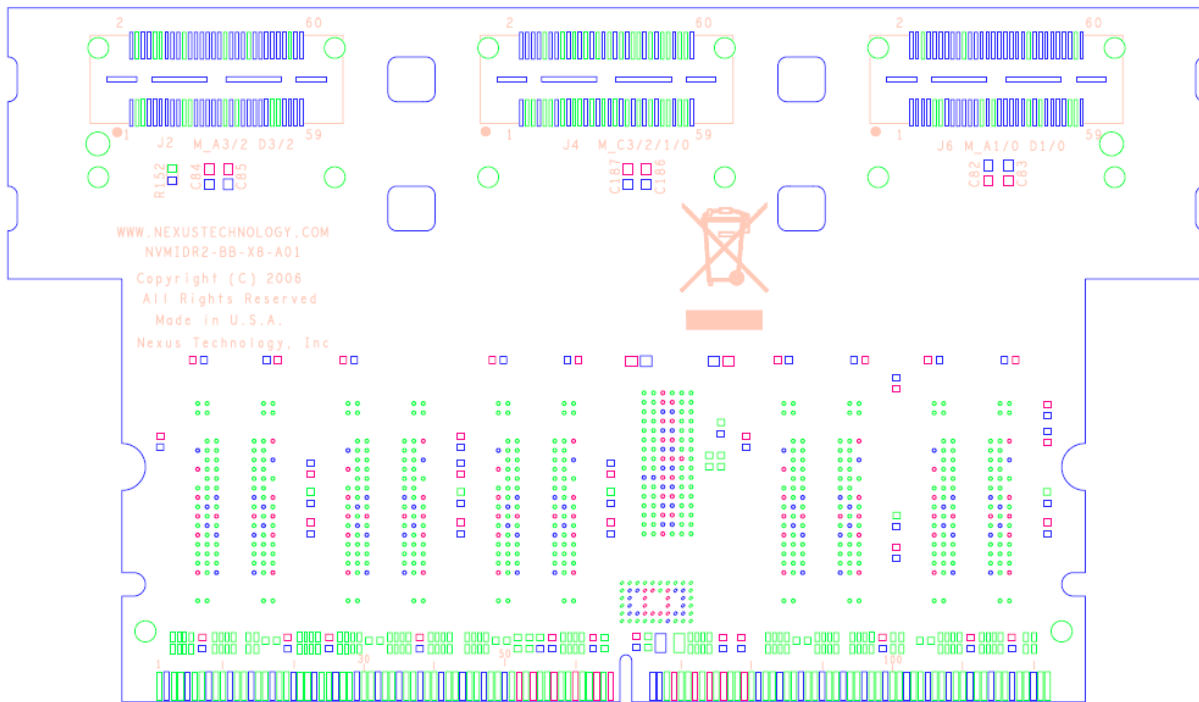 2 60
2 60
2 60
1 59
1 59
1 59
J2 M_A3/2 D3/2
J4 M_C3/2/1/0
J6 M_A1/0 D1/0
R152
C84
C85
C187
C186
C82
C83
WWW.NEXUSTECHNOLOGY.COM
NVMIDR2-BB-X8-A01
Copyright (C) 2006
All Rights Reserved
Made in U.S.A.
Nexus Technology, Inc
1 30 50 100